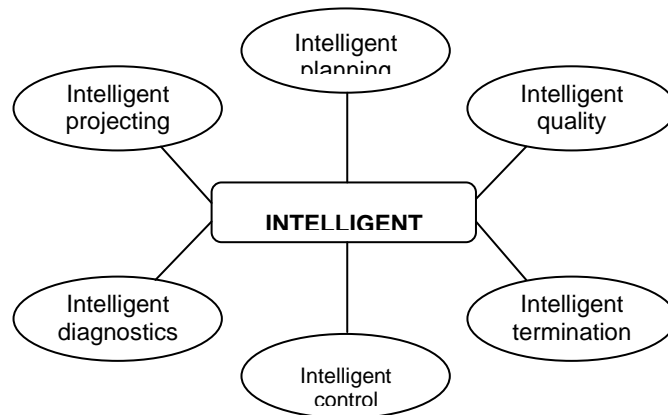 Intelligent
planning
Intelligent
projecting
Intelligent
quality
INTELLIGENT
Intelligent
diagnostics
Intelligent
termination
Intelligent
control